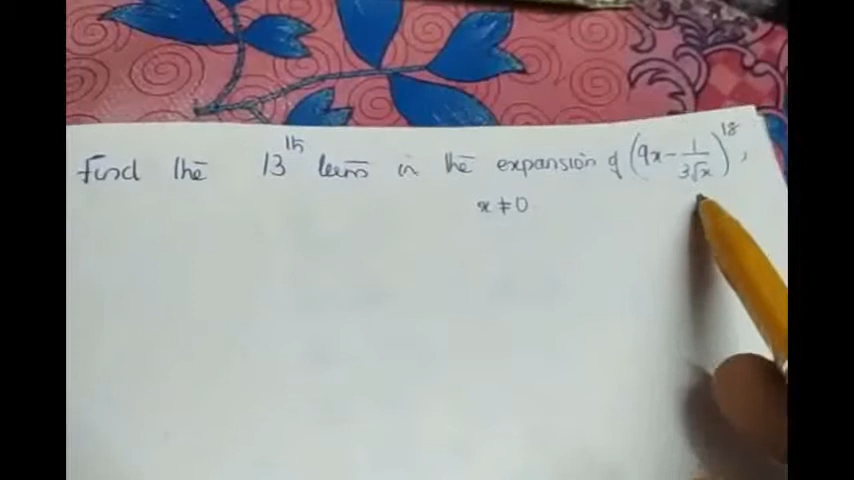 Find the 13th term in the expansion of (9x - 1/(3√x))^18,
x ≠ 0